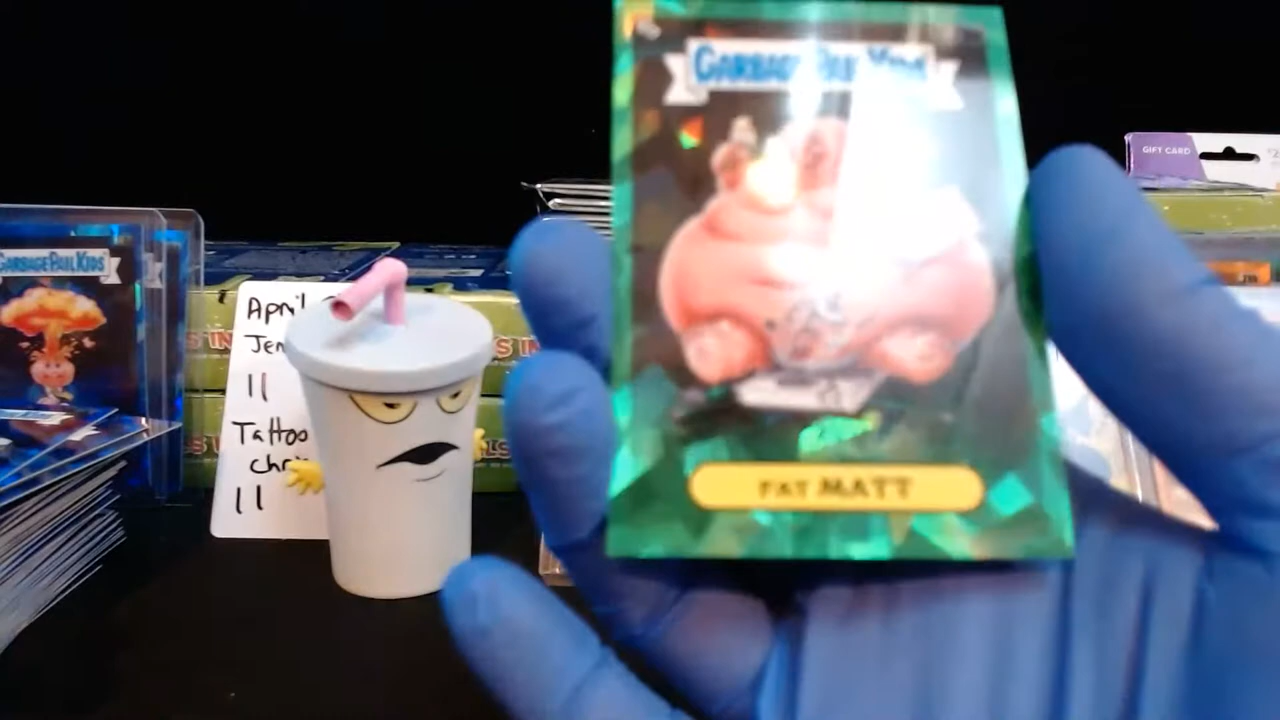 GARBAGE PAIL KIDS
FAT MATT
GARBAGE PAIL KIDS
April
Jen
11
Tattoo
Chri
11
GIFT CARD